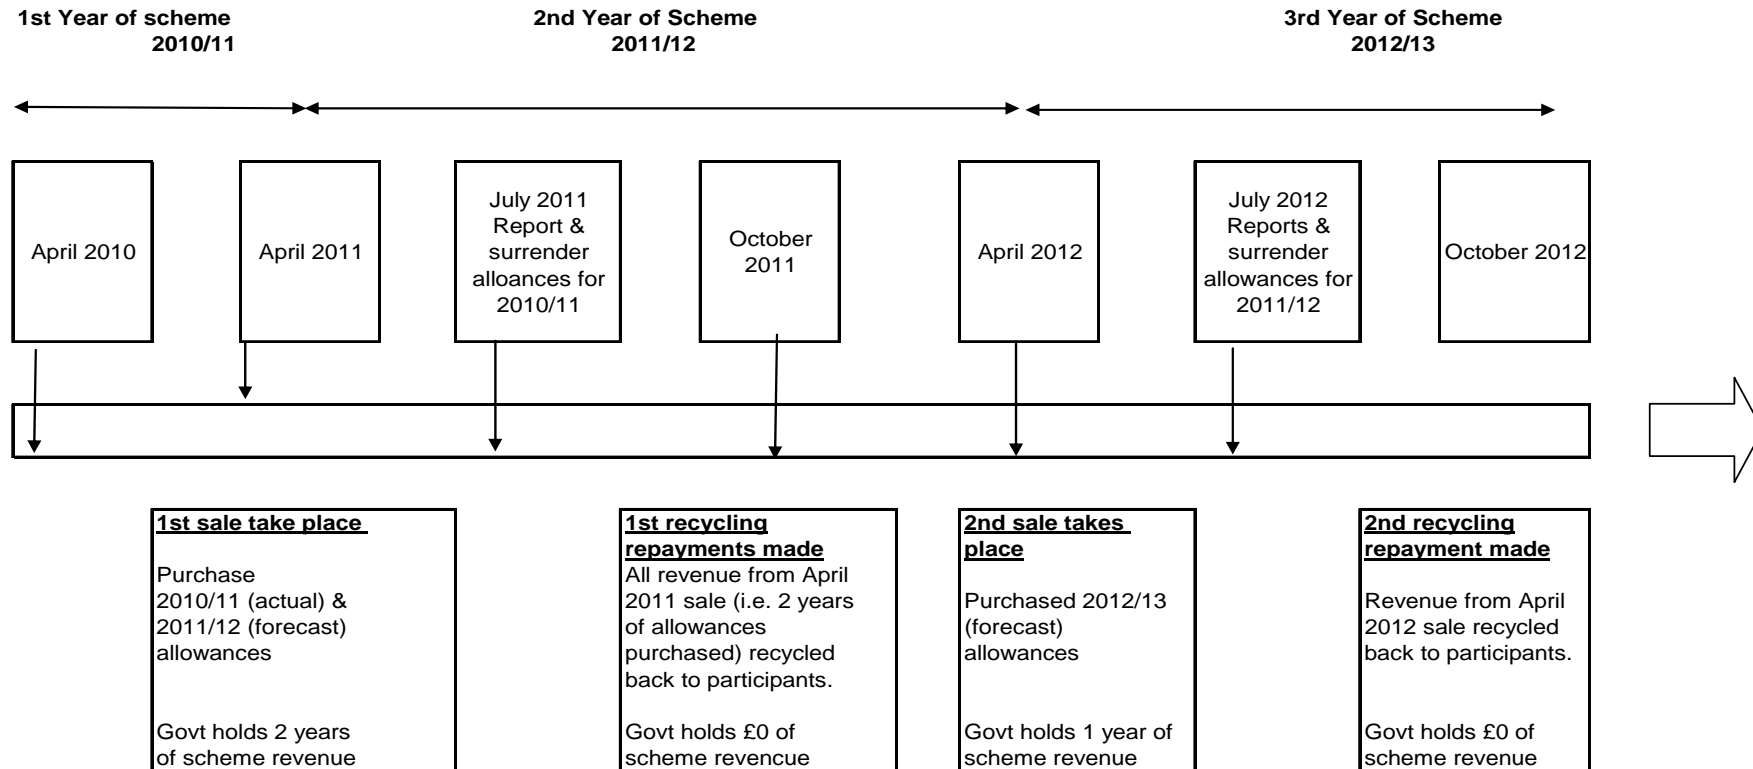 1st Year of scheme
2010/11
2nd Year of Scheme
2011/12
3rd Year of Scheme
2012/13
April 2010
April 2011
July 2011
Report &
surrender
alloances for
2010/11
October
2011
April 2012
July 2012
Reports &
surrender
allowances for
2011/12
October 2012
1st sale take place
Purchase
2010/11 (actual) &
2011/12 (forecast)
allowances
Govt holds 2 years
of scheme revenue
1st recycling
repayments made
All revenue from April
2011 sale (i.e. 2 years
of allowances
purchased) recycled
back to participants.
Govt holds £0 of
scheme revencue
2nd sale takes
place
Purchased 2012/13
(forecast)
allowances
Govt holds 1 year of
scheme revenue
2nd recycling
repayment made
Revenue from April
2012 sale recycled
back to participants.
Govt holds £0 of
scheme revenue